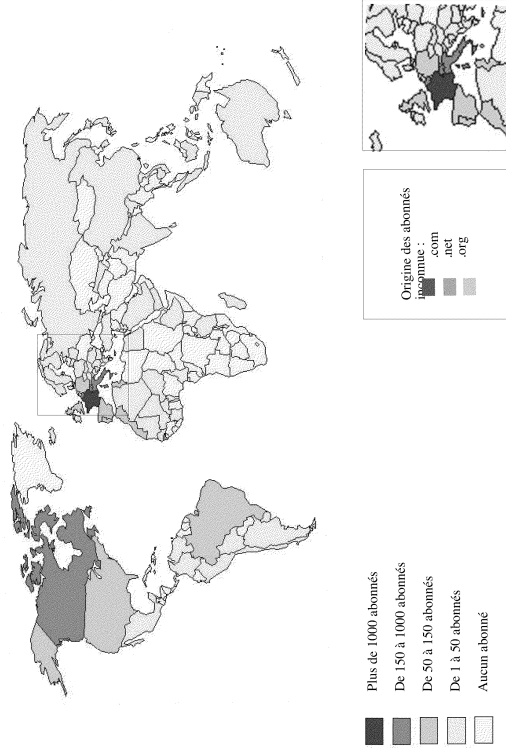 Origine des abonnés
inconnue :
.com
.net
.org
Plus de 1000 abonnés
De 150 à 1000 abonnés
De 50 à 150 abonnés
De 1 à 50 abonnés
Aucun abonné